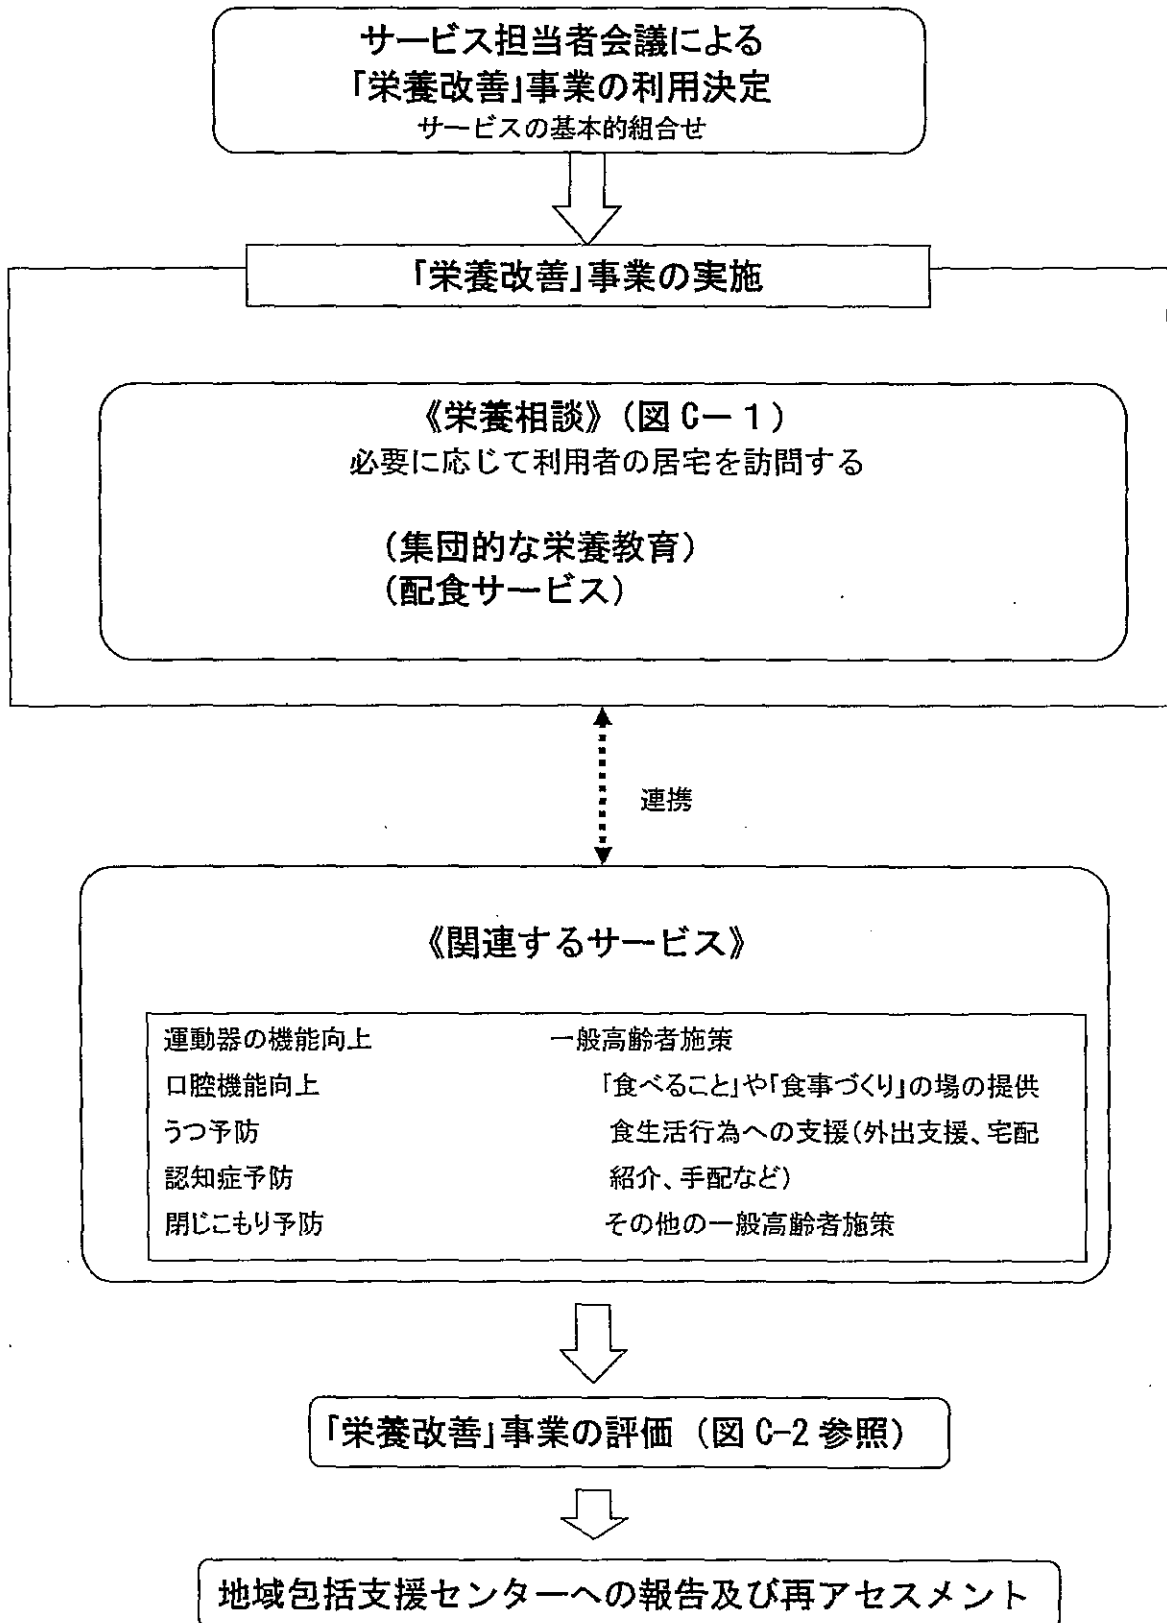 サービス担当者会議による
「栄養改善」事業の利用決定
サービスの基本的組合せ
「栄養改善」事業の実施
《栄養相談》(図 C-1)
必要に応じて利用者の居宅を訪問する
(集団的な栄養教育)
(配食サービス)
連携
《関連するサービス》
運動器の機能向上
口腔機能向上
うつ予防
認知症予防
閉じこもり予防
一般高齢者施策
「食べること」や「食事づくり」の場の提供
食生活行為への支援(外出支援、宅配
紹介、手配など)
その他の一般高齢者施策
「栄養改善」事業の評価 (図 C-2 参照)
地域包括支援センターへの報告及び再アセスメント